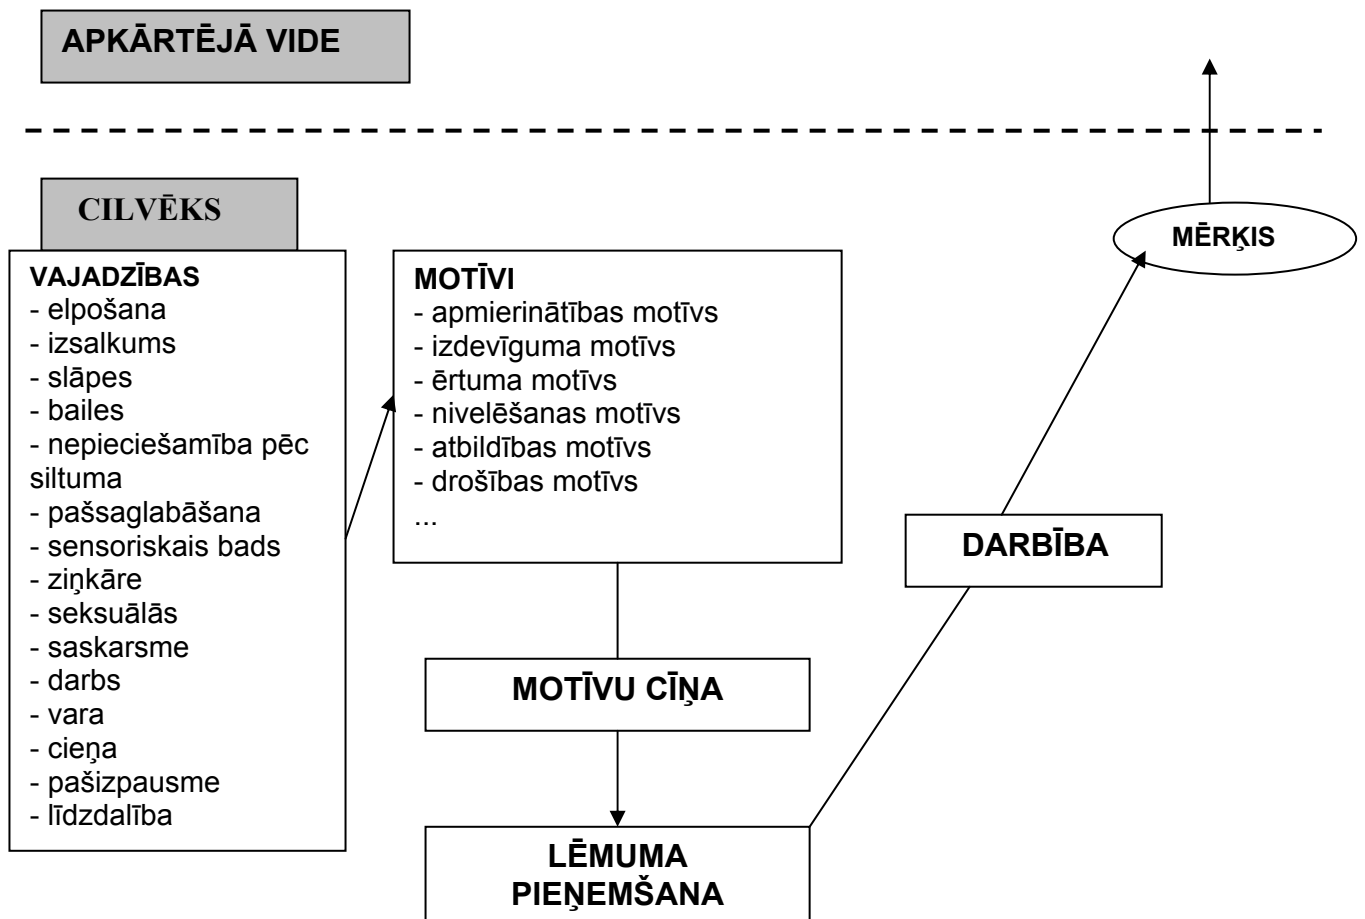 APKĀRTĒJĀ VIDE
CILVĒKS
VAJADZĪBAS
- elpošana
- izsalkums
- slāpes
- bailes
- nepieciešamība pēc
siltuma
- pašsaglabāšana
- sensoriskais bads
- ziņkāre
- seksuālās
- saskarsme
- darbs
- vara
- cieņa
- pašizpausme
- līdzdalība
MOTĪVI
- apmierinātības motīvs
- izdevīguma motīvs
- ērtuma motīvs
- nivelēšanas motīvs
- atbildības motīvs
- drošības motīvs
...
MOTĪVU CĪŅA
LĒMUMA
PIEŅEMŠANA
DARBĪBA
MĒRĶIS